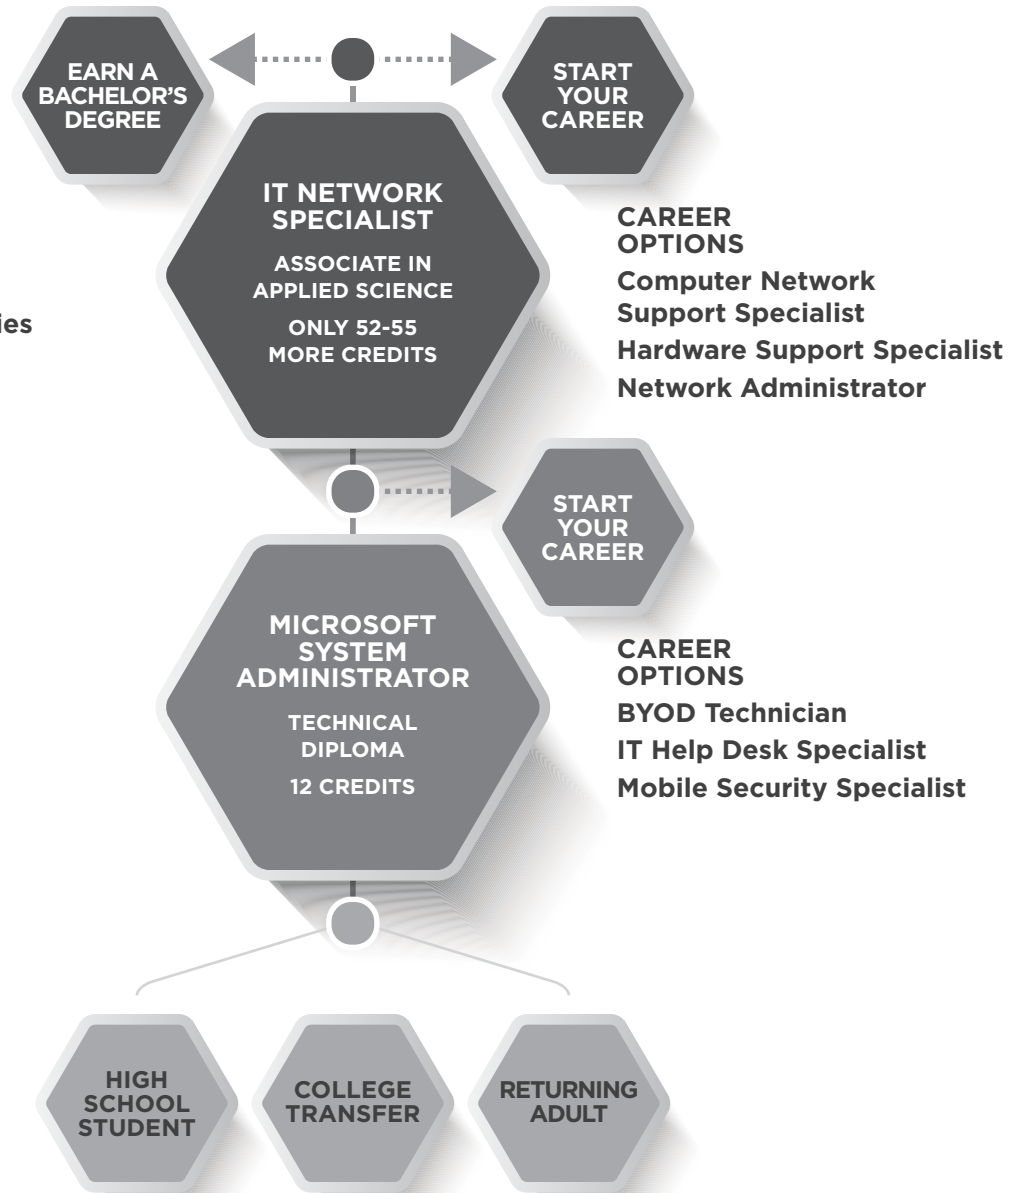 EARN A
BACHELOR'S
DEGREE
START
YOUR
CAREER
IT NETWORK
SPECIALIST
ASSOCIATE IN
APPLIED SCIENCE
ONLY 52-55
MORE CREDITS
CAREER
OPTIONS
Computer Network
Support Specialist
Hardware Support Specialist
Network Administrator
START
YOUR
CAREER
MICROSOFT
SYSTEM
ADMINISTRATOR
TECHNICAL
DIPLOMA
12 CREDITS
CAREER
OPTIONS
BYOD Technician
IT Help Desk Specialist
Mobile Security Specialist
HIGH
SCHOOL
STUDENT
COLLEGE
TRANSFER
RETURNING
ADULT